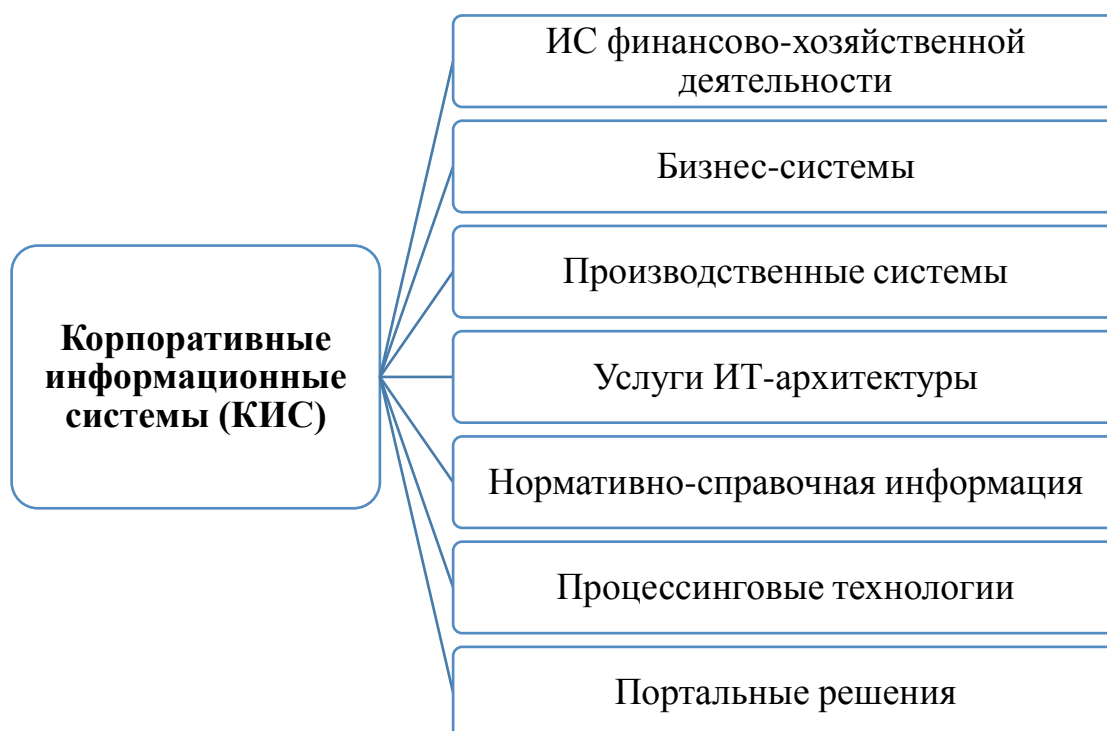 ИС финансово-хозяйственной
деятельности
Бизнес-системы
Производственные системы
Корпоративные
информационные
системы (КИС)
Услуги ИТ-архитектуры
Нормативно-справочная информация
Процессинговые технологии
Портальные решения